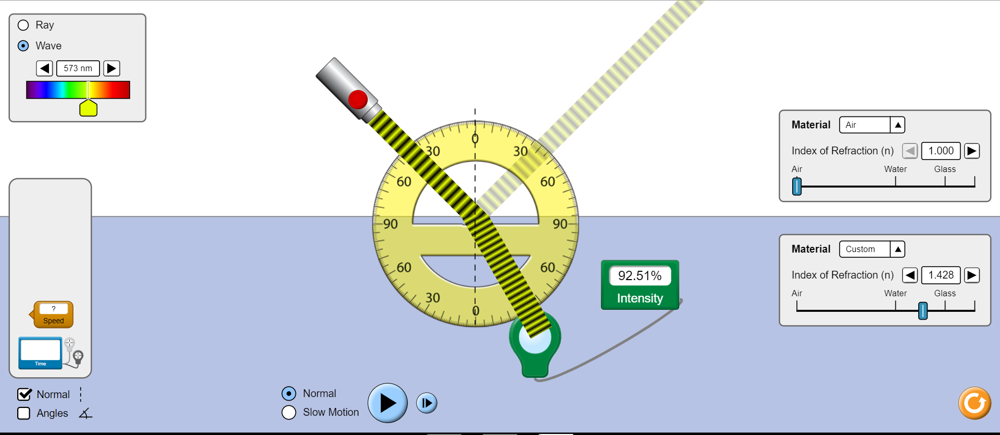 Ray
Wave
573 nm
0
30 30
60 60
90 90
60 60
30
0
Material Air
Index of Refraction (n) 1.000
Air Water Glass
Material Custom
Index of Refraction (n) 1.428
Air Water Glass
92.51%
Intensity
?
Speed
Time
Normal
Angles
Normal
Slow Motion